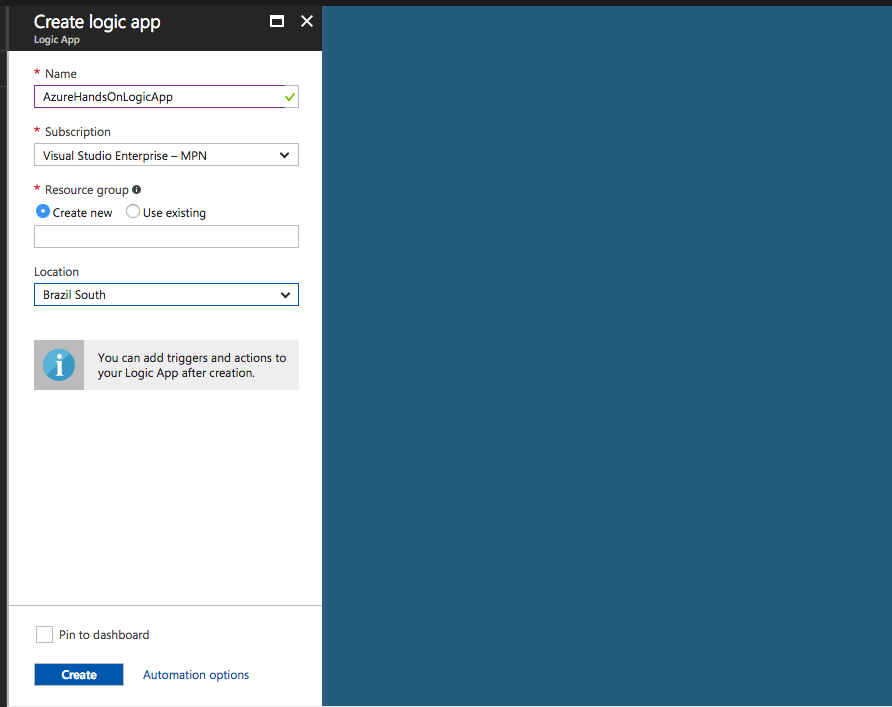 Create logic app
Logic App
* Name
AzureHandsOnLogicApp
* Subscription
Visual Studio Enterprise – MPN
* Resource group
Create new Use existing
Location
Brazil South
You can add triggers and actions to
your Logic App after creation.
Pin to dashboard
Create Automation options